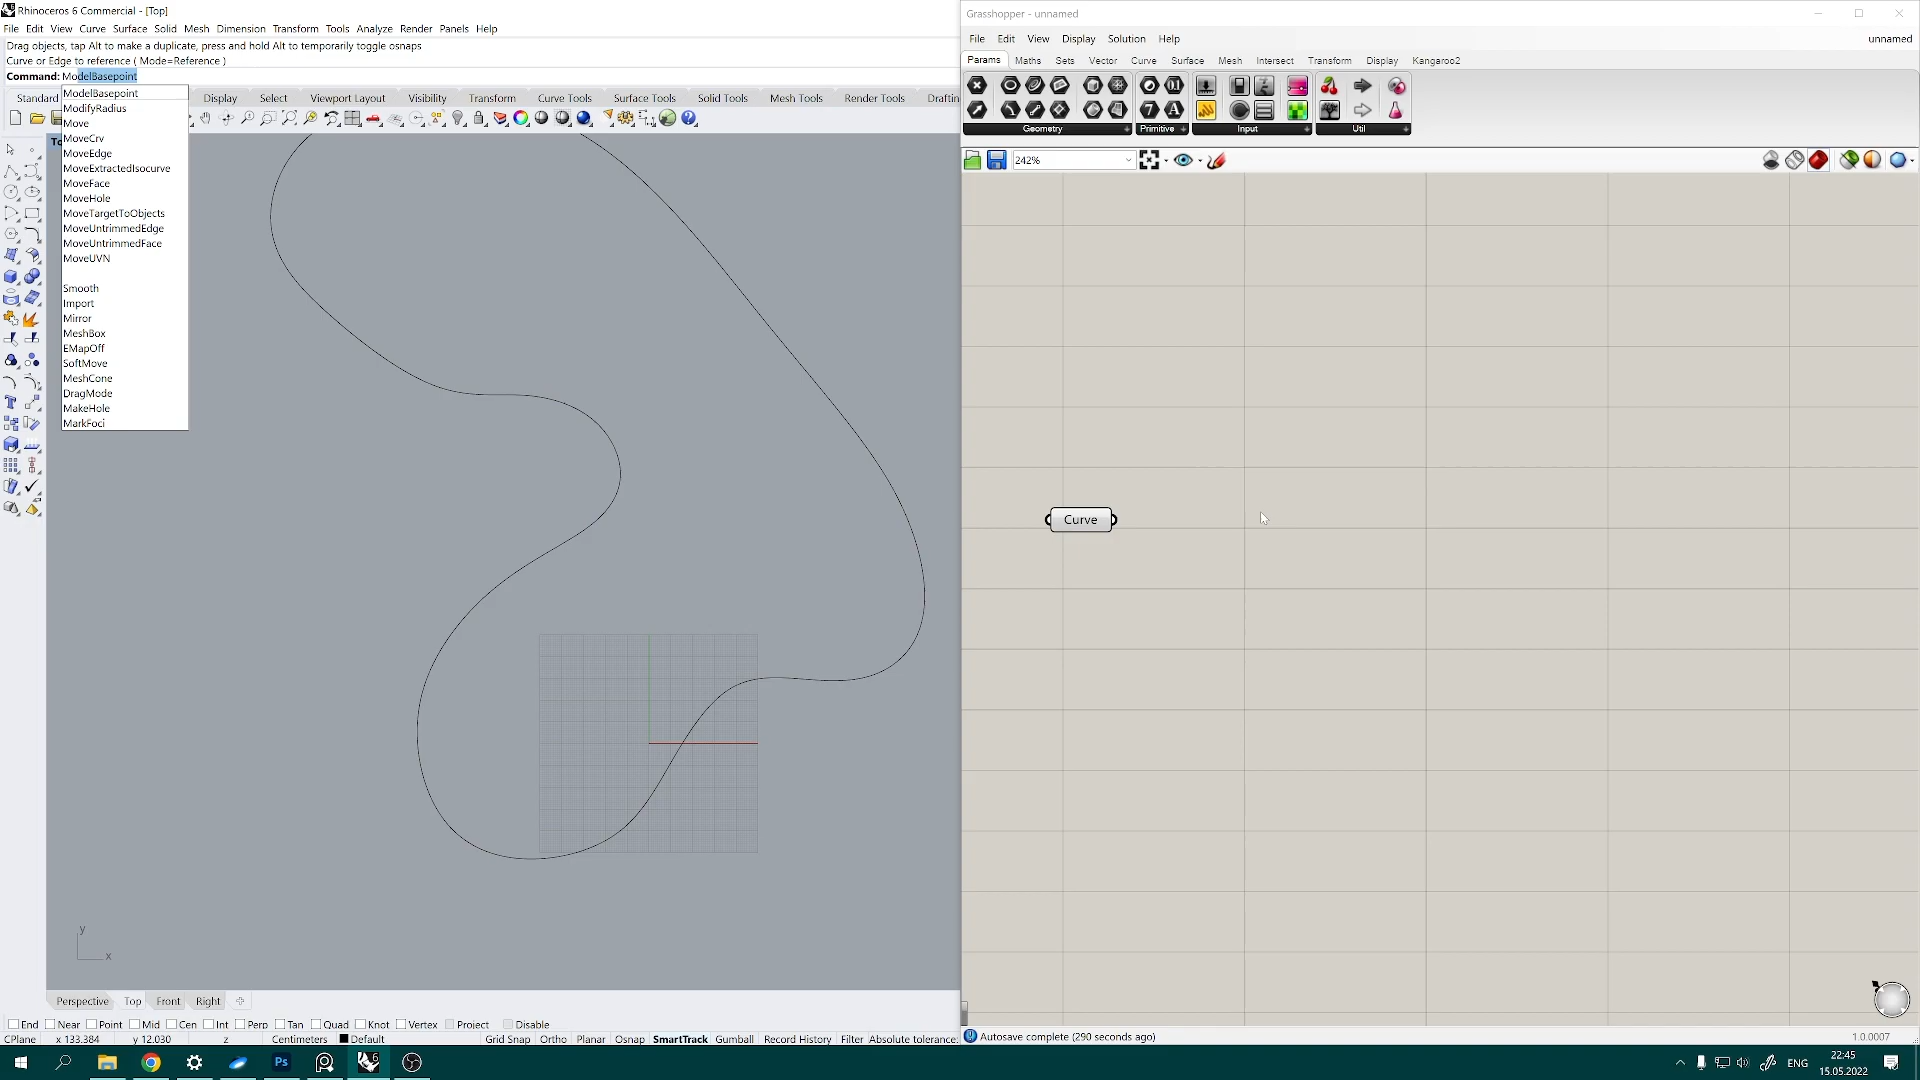 Rhinoceros 6 Commercial - [Top]
File Edit View Curve Surface Solid Mesh Dimension Transform Tools Analyze Render Panels Help
Drag objects, tap Alt to make a duplicate, press and hold Alt to temporarily toggle osnaps
Curve or Edge to reference ( Mode=Reference )
Command: ModelBasepoint
Standard Display Select Viewport Layout Visibility Transform Curve Tools Surface Tools Solid Tools Mesh Tools Render Tools Draftin
ModelBasepoint
ModifyRadius
Move
MoveCrv
MoveEdge
MoveExtractedIsocurve
MoveFace
MoveHole
MoveTargetToObjects
MoveUntrimmedEdge
MoveUntrimmedFace
MoveUVN
Smooth
Import
Mirror
MeshBox
EMapOff
SoftMove
MeshCone
DragMode
MakeHole
MarkFoci
To
y
x
Perspective Top Front Right
End Near Point Mid Cen Int Perp Tan Quad Knot Vertex Project Disable
CPlane x 133.384 y 12.030 z Centimeters Default Grid Snap Ortho Planar Osnap SmartTrack Gumball Record History Filter Absolute tolerance:
Grasshopper - unnamed
File Edit View Display Solution Help unnamed
Params Maths Sets Vector Curve Surface Mesh Intersect Transform Display Kangaroo2
Geometry Primitive Input Util
242%
Curve
Autosave complete (290 seconds ago) 1.0.0007
Ps
6
ENG
22:45
15.05.2022